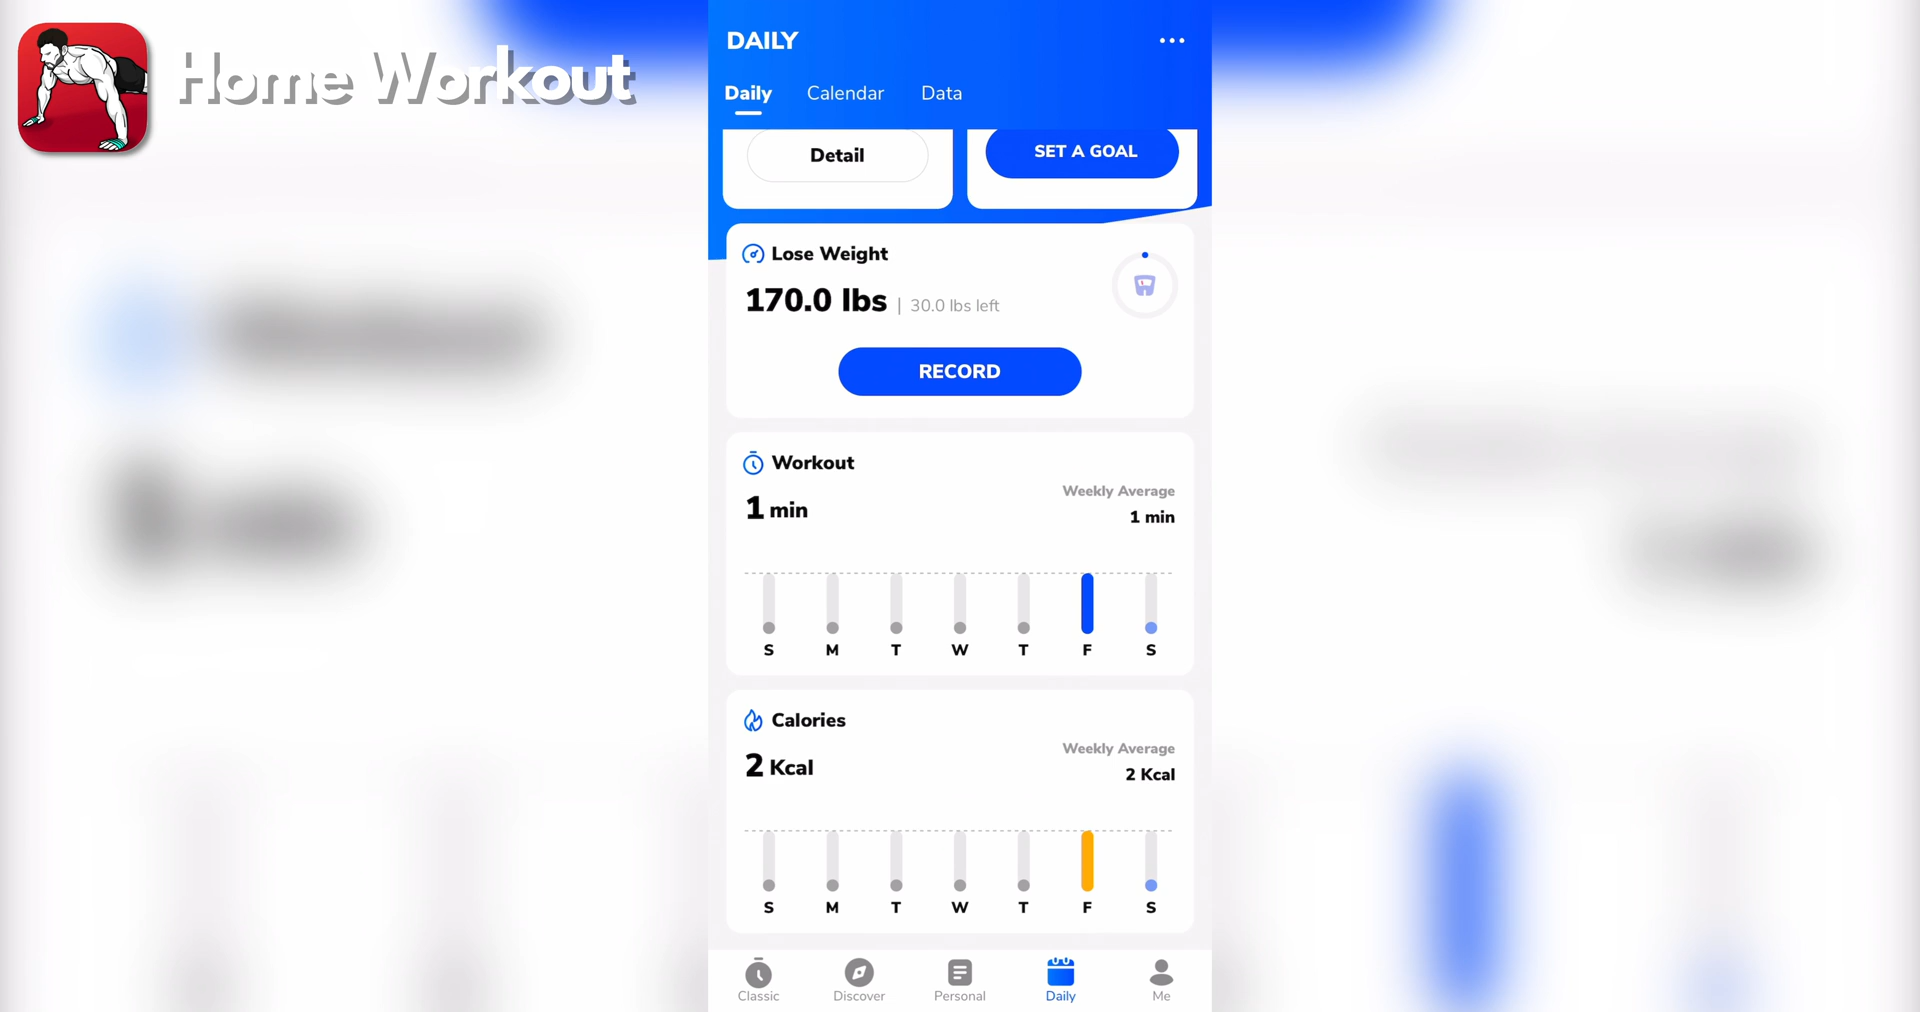 Home Workout
DAILY
Daily Calendar Data
Detail
SET A GOAL
Lose Weight
170.0 lbs | 30.0 lbs left
RECORD
Workout
1 min
Weekly Average
1 min
S M T W T F S
Calories
2 Kcal
Weekly Average
2 Kcal
S M T W T F S
Classic Discover Personal Daily Me